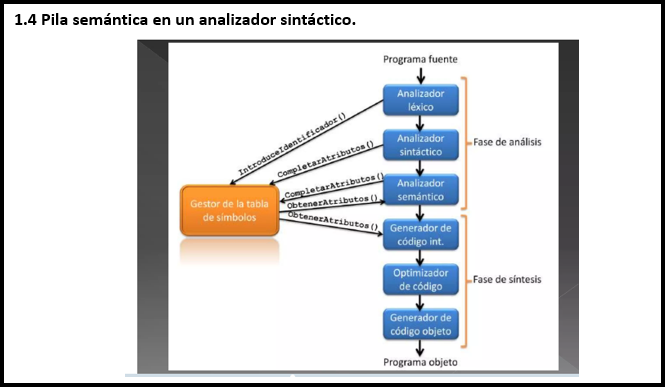 1.4 Pila semántica en un analizador sintáctico.
Programa fuente
Analizador
léxico
IntroduceIdentificador()
Analizador
sintáctico
CompletarAtributos()
Fase de análisis
Analizador
semántico
CompletarAtributos()
ObtenerAtributos()
Gestor de la tabla
de símbolos
ObtenerAtributos()
Generador de
código int.
Optimizador
de código
Fase de síntesis
Generador de
código objeto
Programa objeto